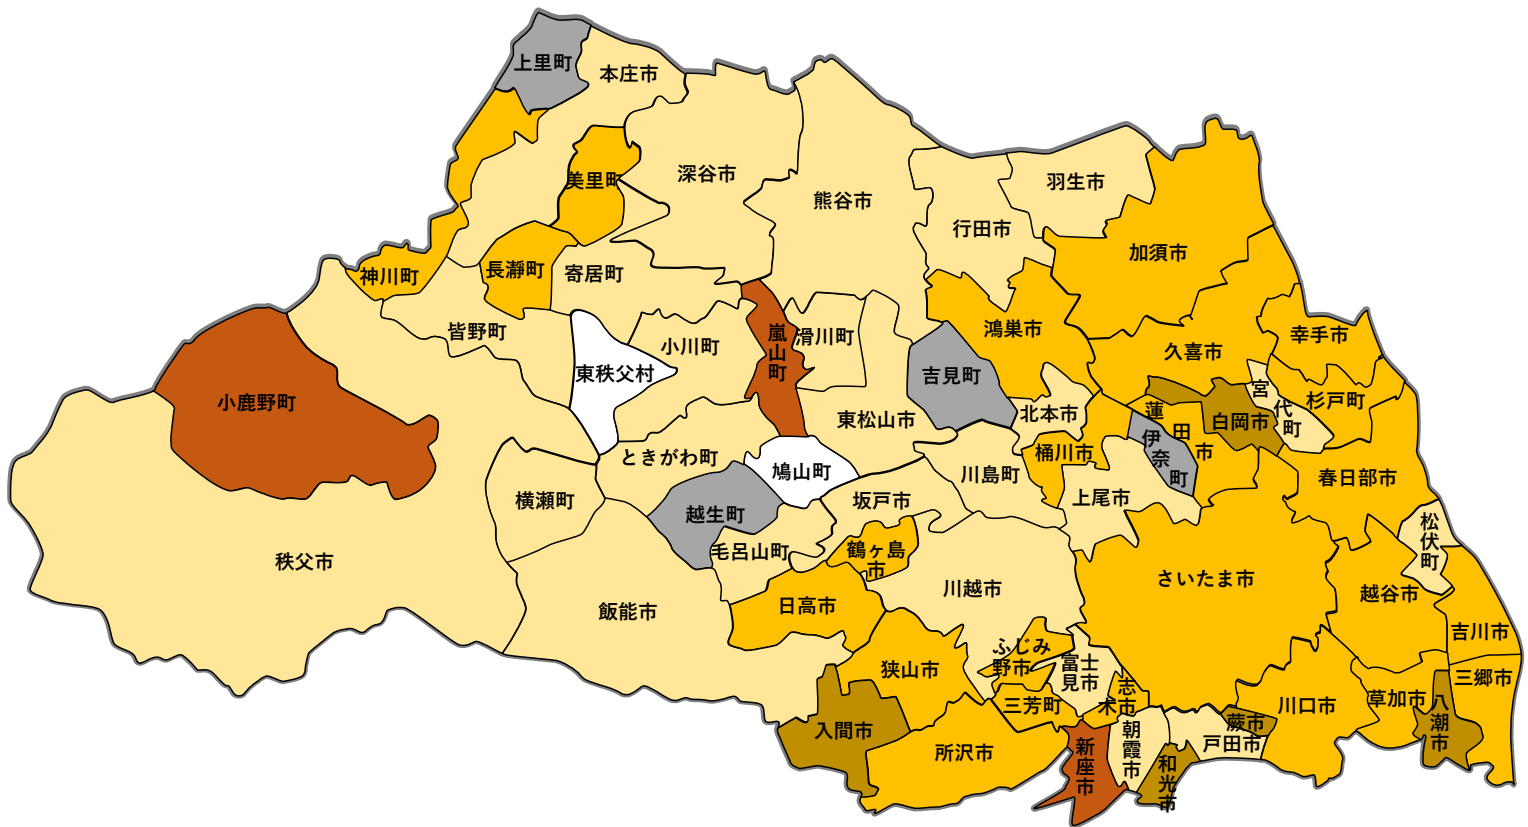 上里町
本庄市
美里町
深谷市
熊谷市
羽生市
行田市
加須市
神川町
長瀞町
寄居町
皆野町
小川町
嵐
山
町
滑川町
鴻巣市
久喜市
幸手市
小鹿野町
東秩父村
吉見町
東松山市
北本市
蓮
田
市
白岡市
宮
代
町
杉戸町
伊
奈
町
桶川市
ときがわ町
鳩山町
川島町
上尾市
春日部市
横瀬町
越生町
坂戸市
毛呂山町
鶴ヶ島
市
松
伏
町
秩父市
飯能市
日高市
川越市
さいたま市
越谷市
吉川市
ふじみ
野市
富士
見市
狭山市
三芳町
志
木市
川口市
草加市
八
潮
市
三郷市
入間市
所沢市
新
座
市
朝
霞
市
和
光
市
戸田市
蕨市